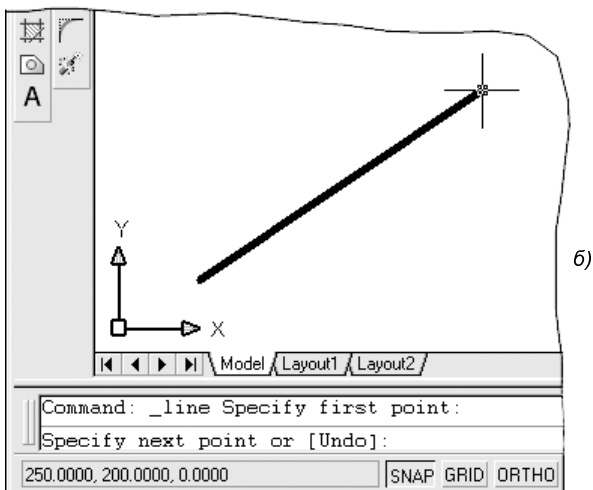 A
Y
б)
X
Model Layout1 Layout2
Command: _line Specify first point:
Specify next point or [Undo]:
250.0000, 200.0000, 0.0000 SNAP GRID ORTHO